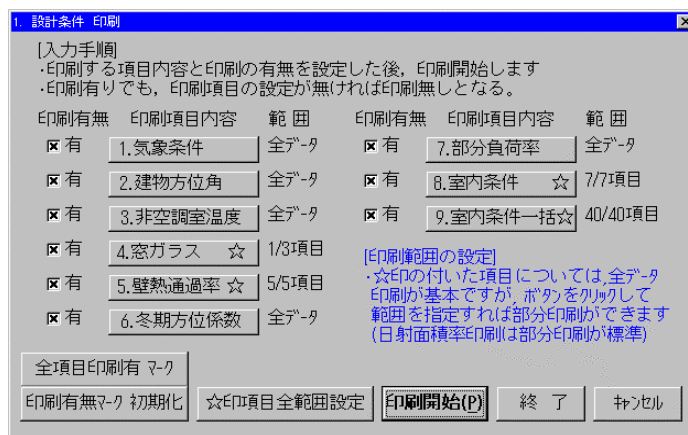 1. 設計条件 印刷
[入力手順]
・印刷する項目内容と印刷の有無を設定した後, 印刷開始します
・印刷有りでも, 印刷項目の設定が無ければ印刷無しとなる。
印刷有無 印刷項目内容 範 囲
有 1.気象条件 全データ
有 2.建物方位角 全データ
有 3.非空調室温度 全データ
有 4.窓ガラス ☆ 1/3項目
有 5.壁熱通過率 ☆ 5/5項目
有 6.冬期方位係数 全データ
印刷有無 印刷項目内容 範 囲
有 7.部分負荷率 全データ
有 8.室内条件 ☆ 7/7項目
有 9.室内条件一括☆ 40/40項目
[印刷範囲の設定]
・☆印の付いた項目については,全データ
印刷が基本ですが, ボタンをクリックして
範囲を指定すれば部分印刷ができます
(日射面積率印刷は部分印刷が標準)
全項目印刷有 マーク
印刷有無マーク 初期化 ☆印項目全範囲設定 印刷開始(P) 終 了 キャンセル